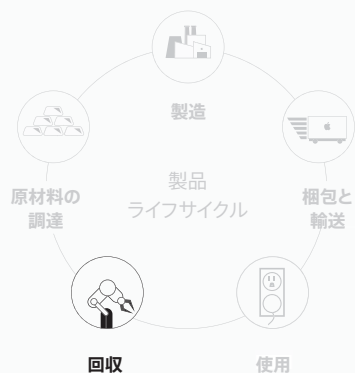 製造
原材料の
調達
製品
ライフサイクル
梱包と
輸送
回収
使用